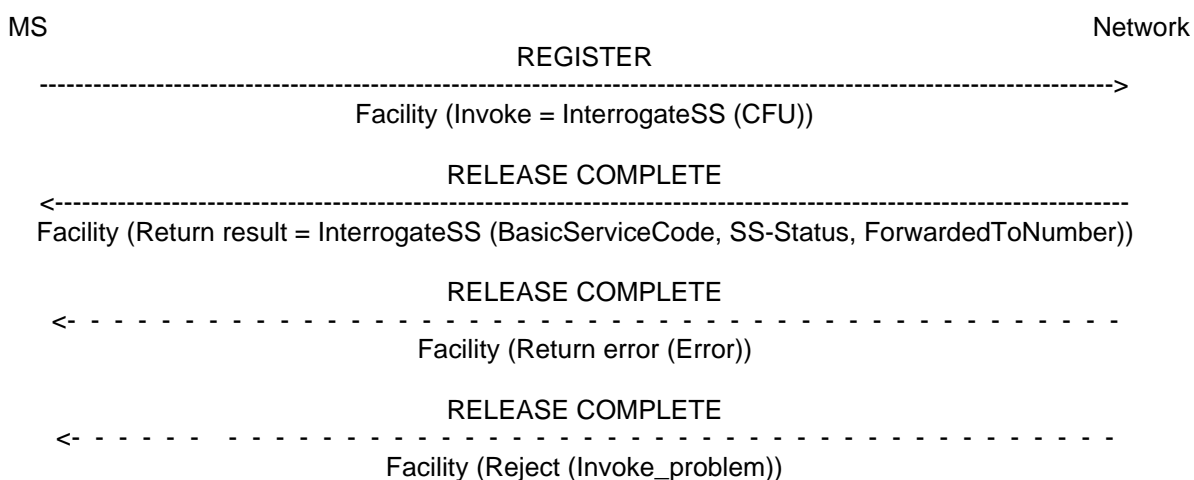 MS Network
REGISTER
Facility (Invoke = InterrogateSS (CFU))
RELEASE COMPLETE
Facility (Return result = InterrogateSS (BasicServiceCode, SS-Status, ForwardedToNumber))
RELEASE COMPLETE
Facility (Return error (Error))
RELEASE COMPLETE
Facility (Reject (Invoke_problem))